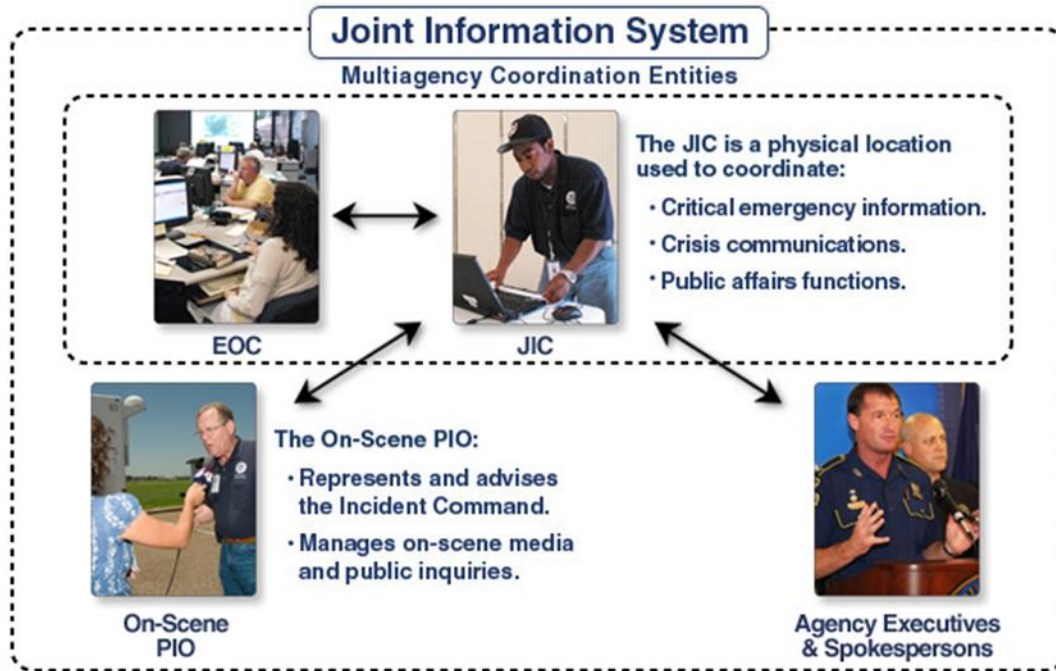 Joint Information System
Multiagency Coordination Entities
The JIC is a physical location
used to coordinate:
· Critical emergency information.
· Crisis communications.
· Public affairs functions.
EOC
JIC
The On-Scene PIO:
· Represents and advises
the Incident Command.
· Manages on-scene media
and public inquiries.
On-Scene
PIO
Agency Executives
& Spokespersons